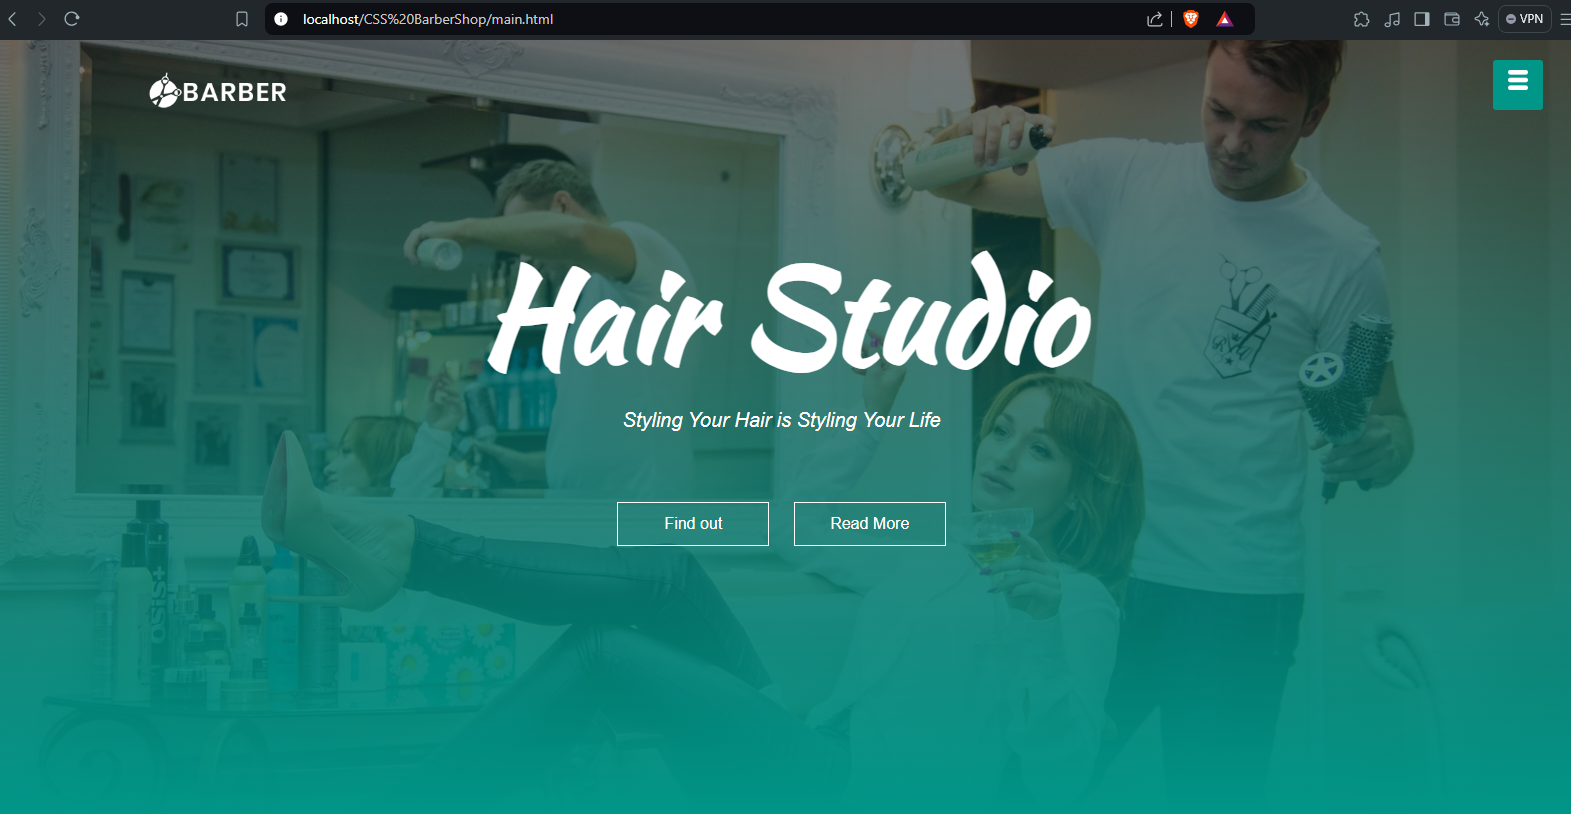 localhost/CSS%20BarberShop/main.html
VPN
BARBER
Hair Studio
Styling Your Hair is Styling Your Life
Find out
Read More
OSiS+